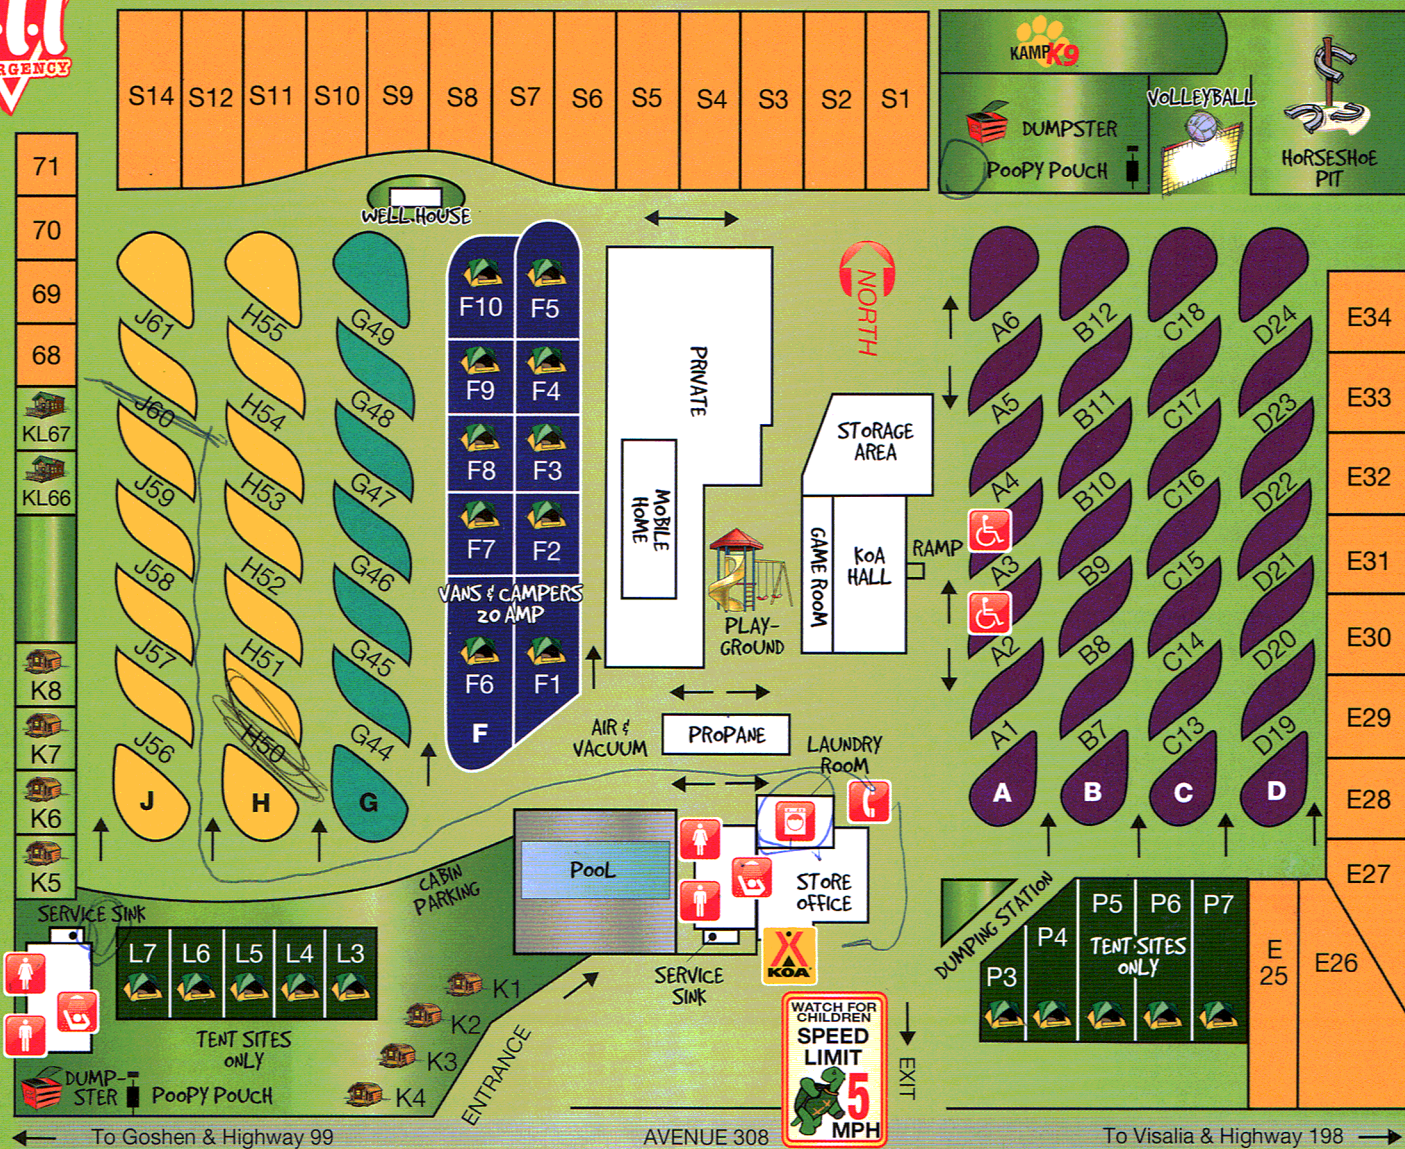 RGENCY
S14 S12 S11 S10 S9 S8 S7 S6 S5 S4 S3 S2 S1
KAMP K9
DUMPSTER
POOPY POUCH
VOLLEYBALL
HORSESHOE
PIT
WELL HOUSE
71
70
69
68
KL67
KL66
K8
K7
K6
K5
J61
J60
J59
J58
J57
J56
J
H55
H54
H53
H52
H51
H50
H
G49
G48
G47
G46
G45
G44
G
F10 F5
F9 F4
F8 F3
F7 F2
VANS & CAMPERS
20 AMP
F6 F1
F
PRIVATE
MOBILE
HOME
NORTH
STORAGE
AREA
GAME ROOM
KOA
HALL
RAMP
PLAY-
GROUND
AIR &
VACUUM
PROPANE
LAUNDRY
ROOM
A6
A5
A4
A3
A2
A1
A
B12
B11
B10
B9
B8
B7
B
C18
C17
C16
C15
C14
C13
C
D24
D23
D22
D21
D20
D19
D
E34
E33
E32
E31
E30
E29
E28
E27
E26
E
25
CABIN
PARKING
POOL
STORE
OFFICE
KOA
SERVICE
SINK
SERVICE SINK
L7 L6 L5 L4 L3
TENT SITES
ONLY
DUMP-
STER
POOPY POUCH
K1
K2
K3
K4
ENTRANCE
WATCH FOR
CHILDREN
SPEED
LIMIT
5
MPH
EXIT
DUMPING STATION
P3 P4 P5 P6 P7
TENT SITES
ONLY
To Goshen & Highway 99
AVENUE 308
To Visalia & Highway 198